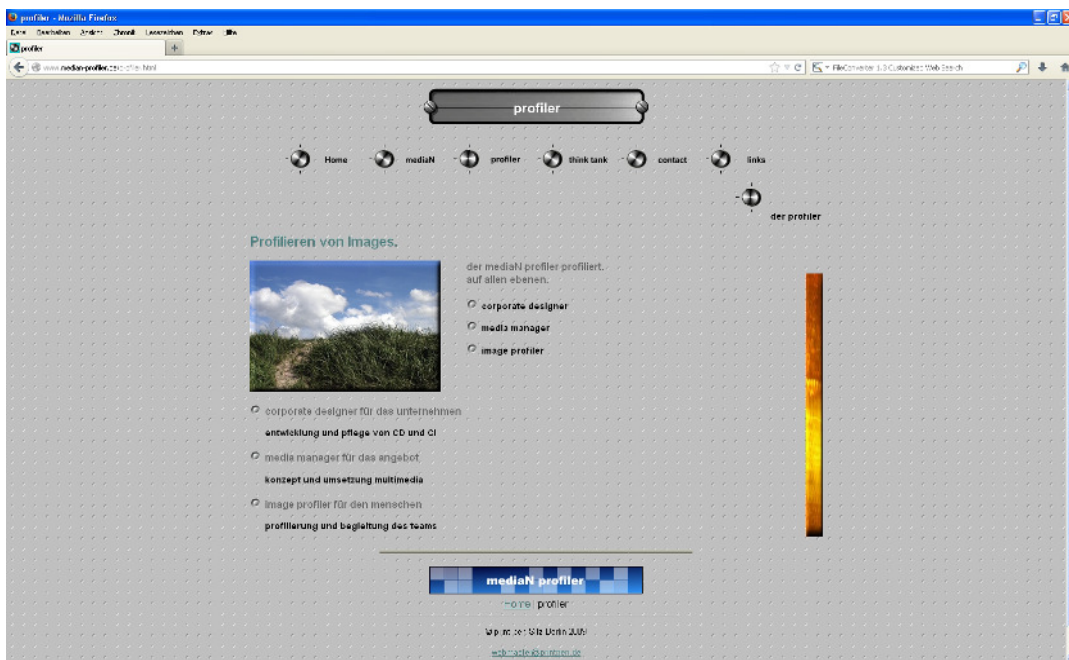 profiler - Mozilla Firefox
profiler
profiler
Home mediaN profiler think tank contact links
der profiler
Profilieren von Images.
der mediaN profiler profiliert.
auf allen ebenen.
corporate designer
media manager
image profiler
corporate designer für das unternehmen
entwicklung und pflege von CD und CI
media manager für das angebot
konzept und umsetzung multimedia
image profiler für den menschen
profilierung und begleitung des teams
mediaN profiler
Home | profiler
Berlin 2009